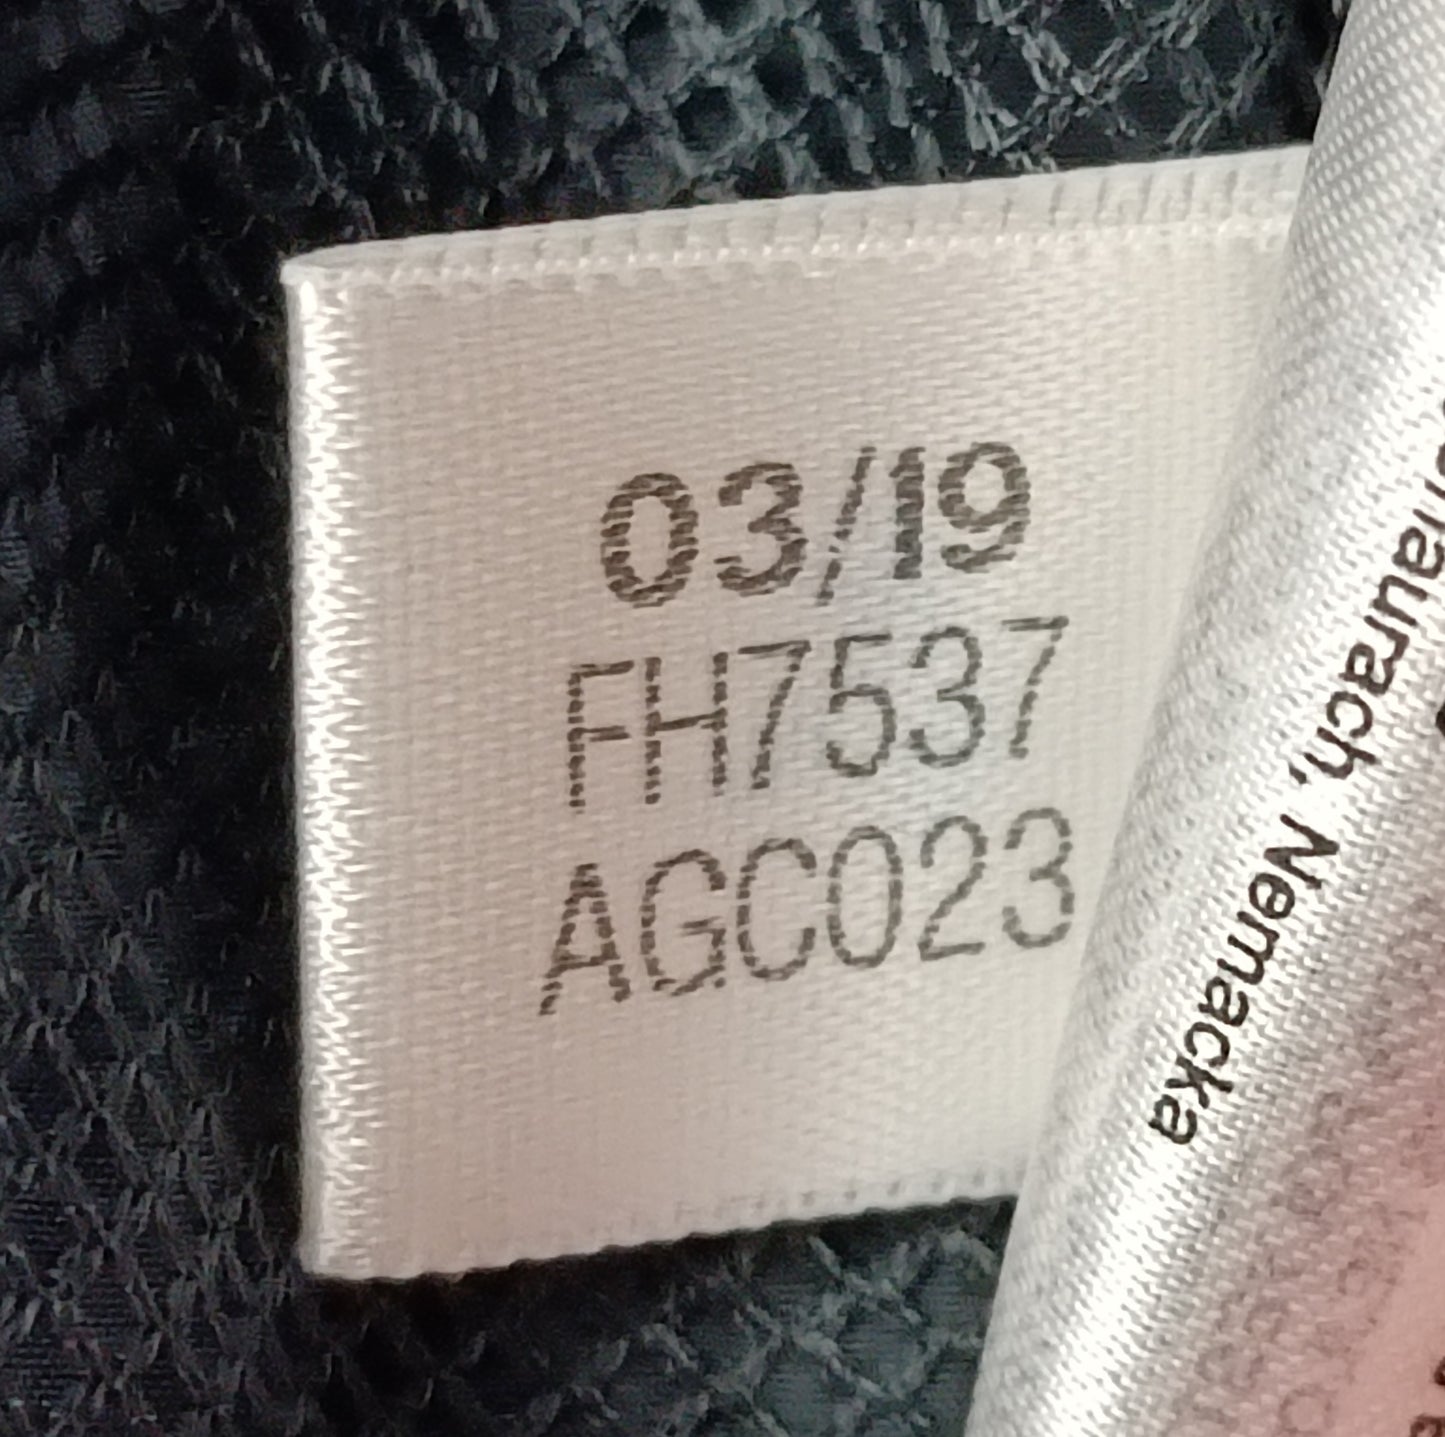 03/19
FH7537
AGC023
aurach, Nemacka